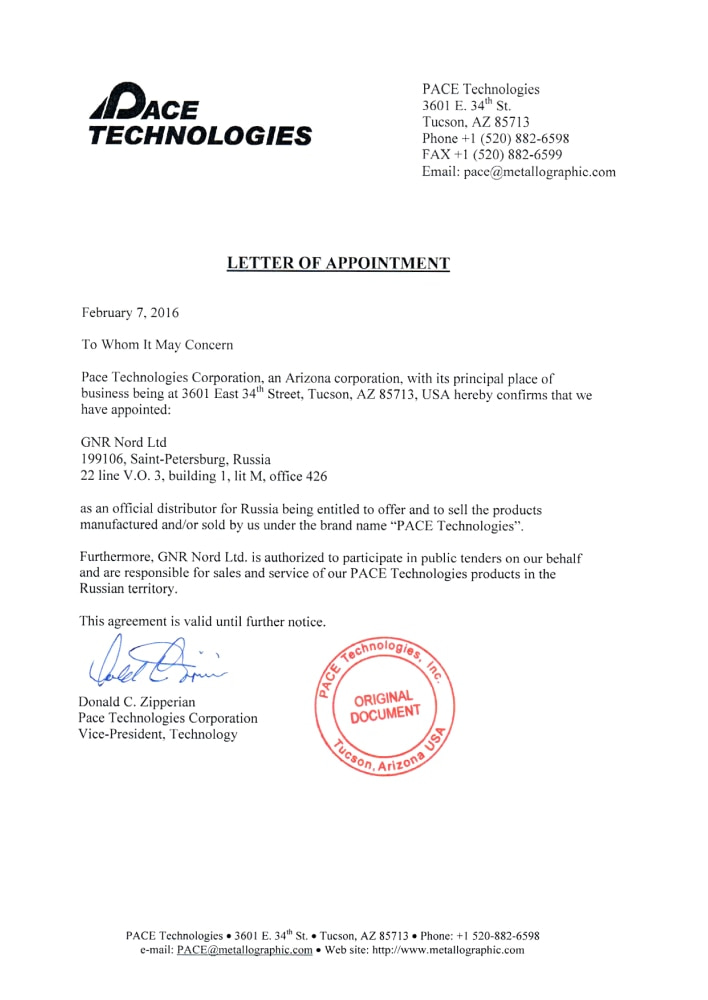 PACE
TECHNOLOGIES
PACE Technologies
3601 E. 34th St.
Tucson, AZ 85713
Phone +1 (520) 882-6598
FAX +1 (520) 882-6599
Email: pace@metallographic.com
LETTER OF APPOINTMENT
February 7, 2016
To Whom It May Concern
Pace Technologies Corporation, an Arizona corporation, with its principal place of
business being at 3601 East 34th Street, Tucson, AZ 85713, USA hereby confirms that we
have appointed:
GNR Nord Ltd
199106, Saint-Petersburg, Russia
22 line V.O. 3, building 1, lit M, office 426
as an official distributor for Russia being entitled to offer and to sell the products
manufactured and/or sold by us under the brand name “PACE Technologies”.
Furthermore, GNR Nord Ltd. is authorized to participate in public tenders on our behalf
and are responsible for sales and service of our PACE Technologies products in the
Russian territory.
This agreement is valid until further notice.
Donald C. Zipperian
Pace Technologies Corporation
Vice-President, Technology
PACE Technologies, Inc.
ORIGINAL
DOCUMENT
Tucson, Arizona USA
PACE Technologies • 3601 E. 34th St. • Tucson, AZ 85713 • Phone: +1 520-882-6598
e-mail: PACE@metallographic.com • Web site: http://www.metallographic.com